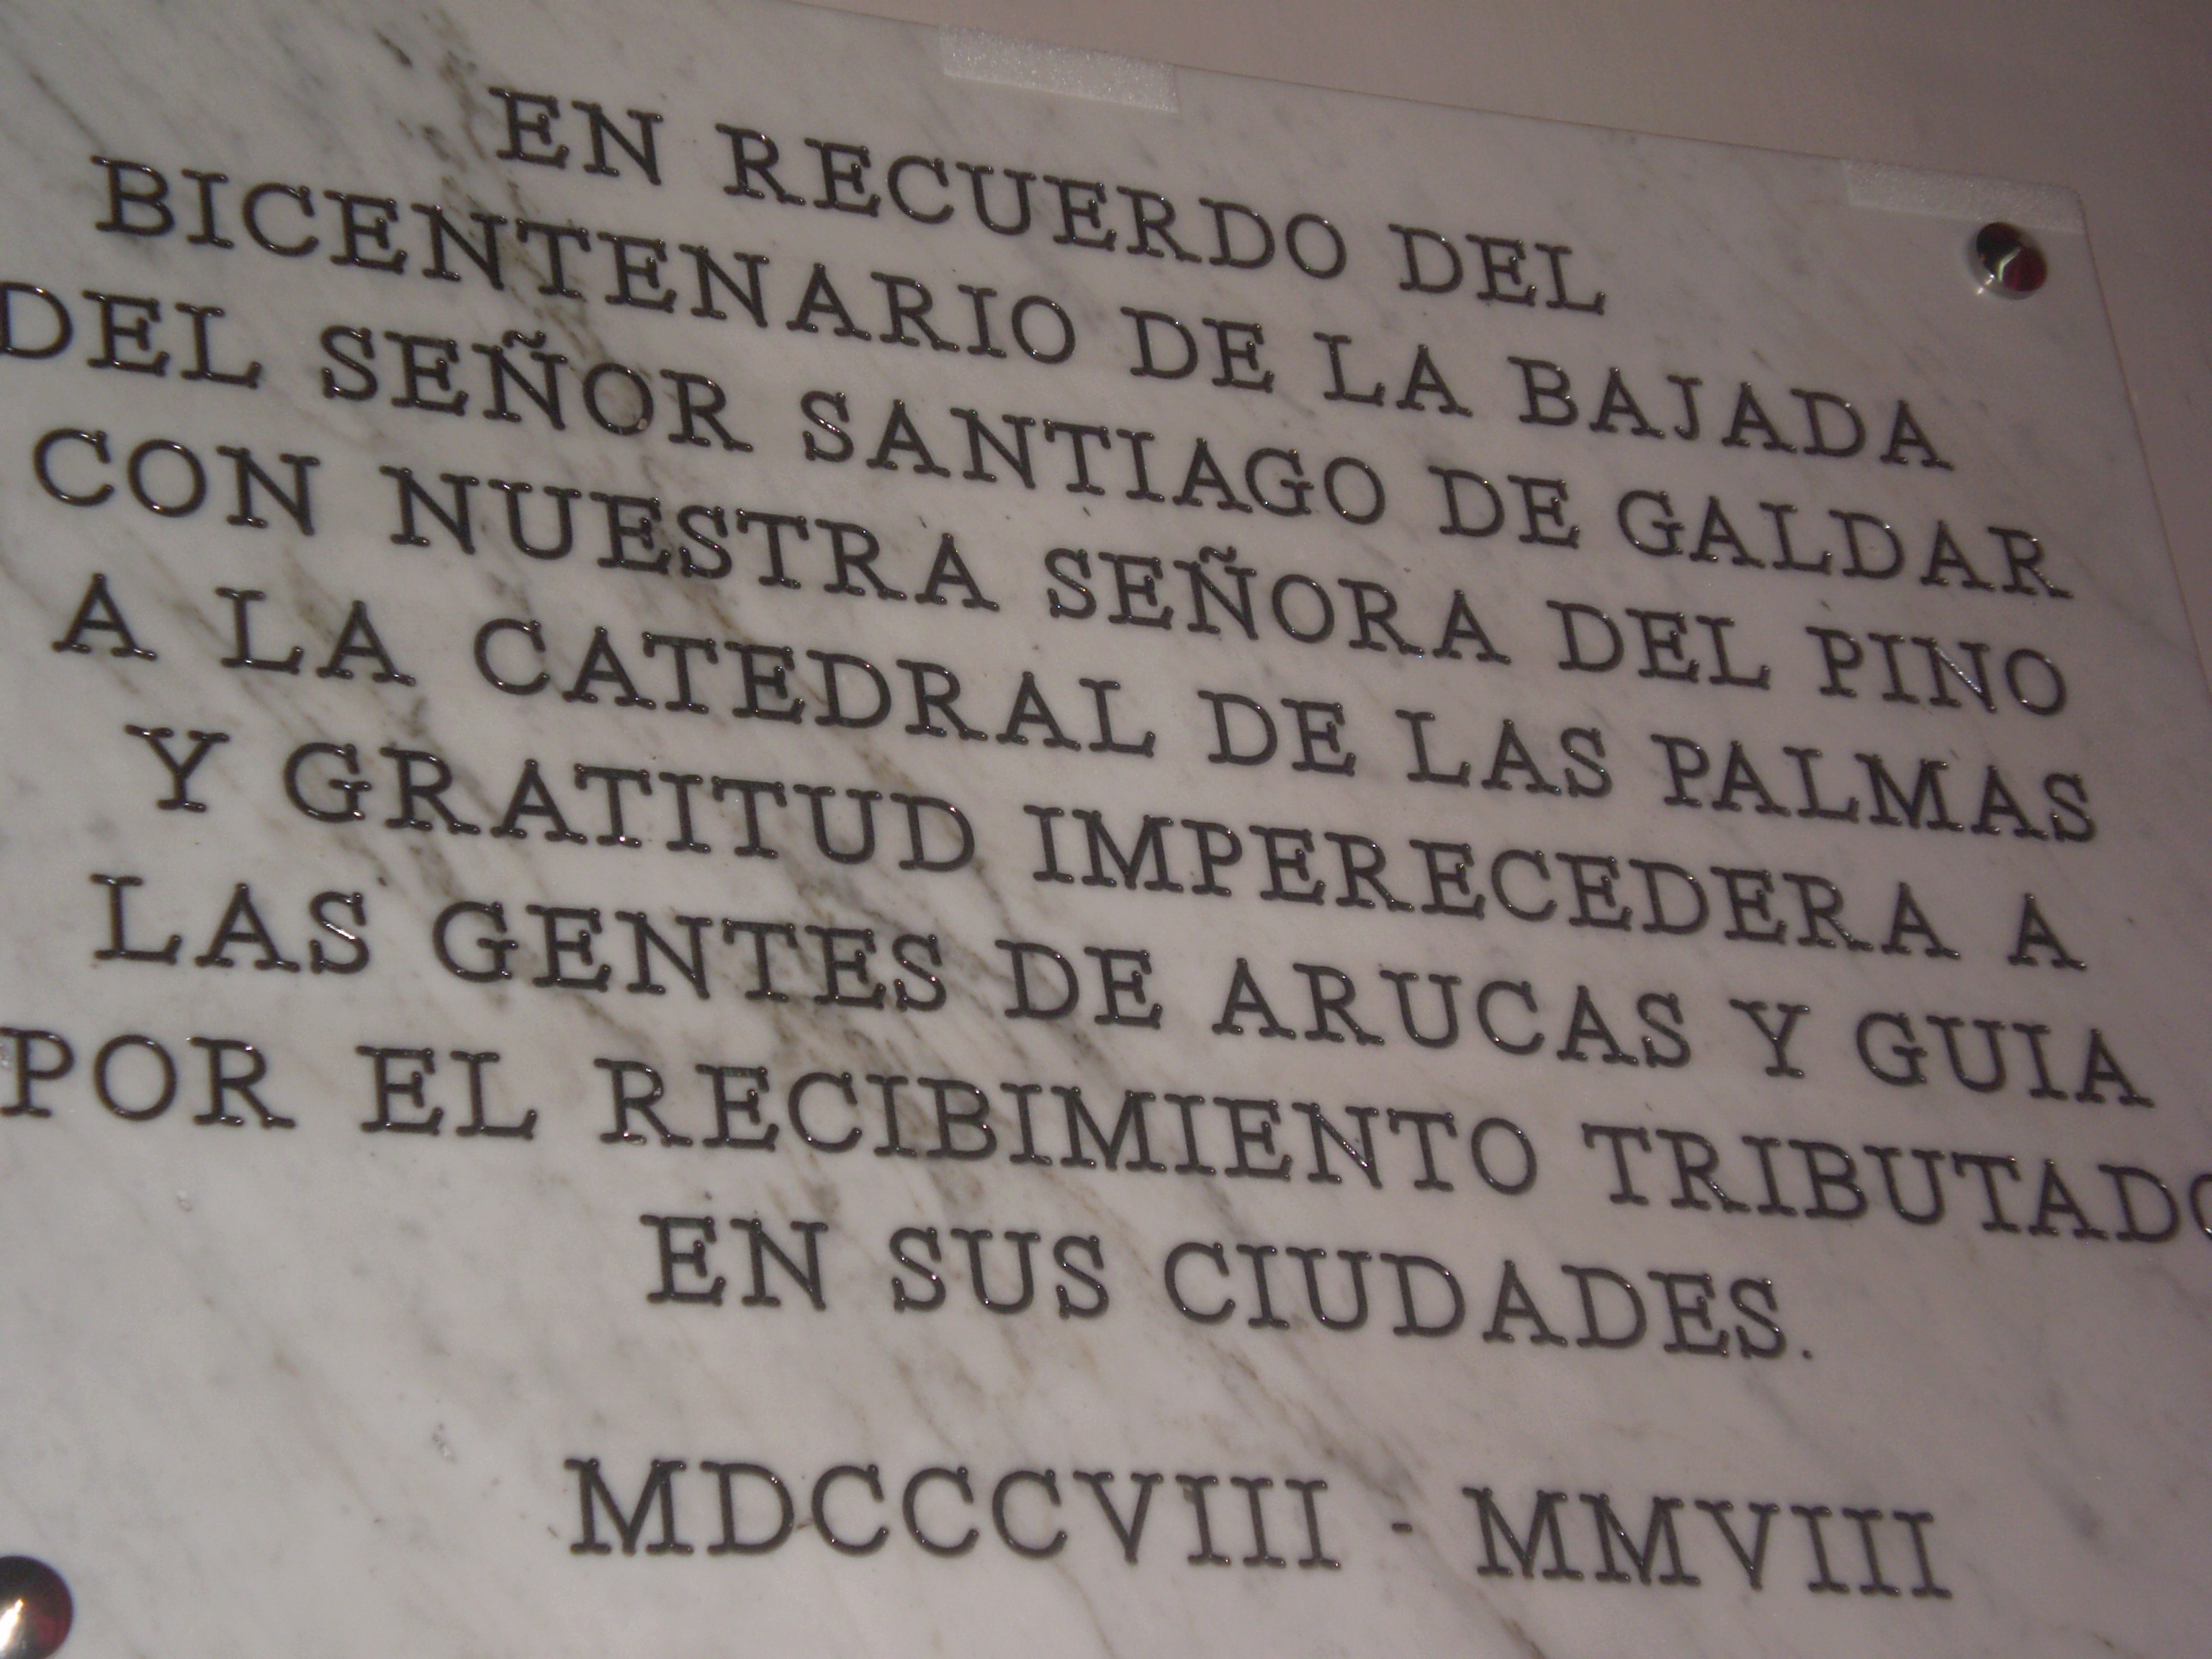 EN RECUERDO DEL
BICENTENARIO DE LA BAJADA
DEL SEÑOR SANTIAGO DE GALDAR
CON NUESTRA SEÑORA DEL PINO
A LA CATEDRAL DE LAS PALMAS
Y GRATITUD IMPERECEDERA A
LAS GENTES DE ARUCAS Y GUIA
POR EL RECIBIMIENTO TRIBUTADO
EN SUS CIUDADES.
MDCCCVIII - MMVIII